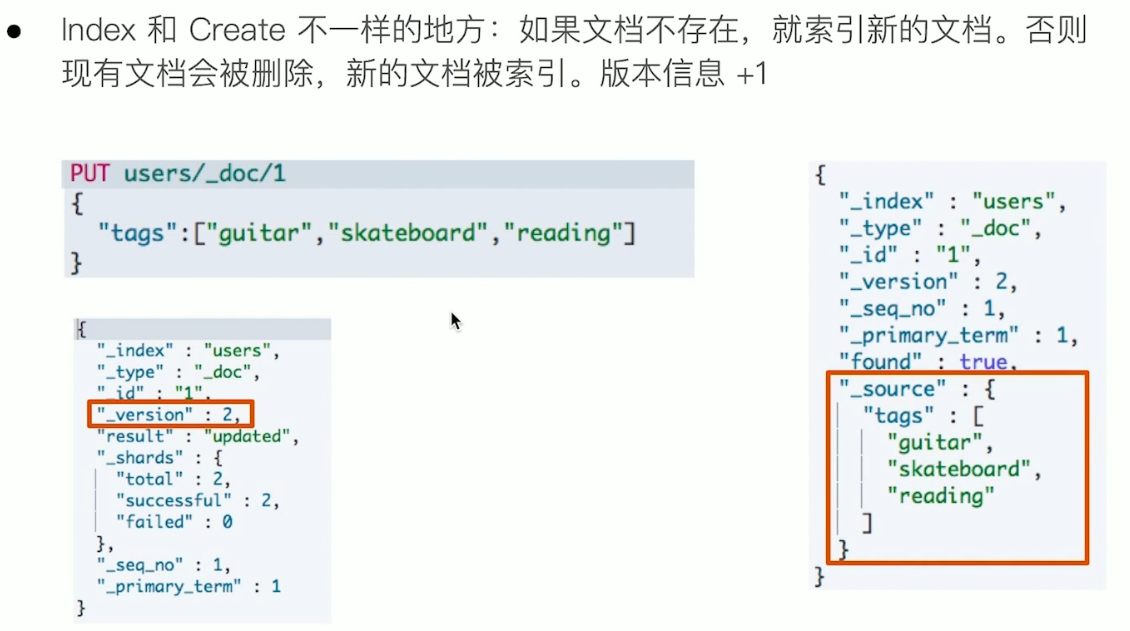 ● Index 和 Create 不一样的地方：如果文档不存在，就索引新的文档。否则
现有文档会被删除，新的文档被索引。版本信息 +1
PUT users/_doc/1
{
"tags":["guitar","skateboard","reading"]
}
{
"_index" : "users",
"_type" : "_doc",
"_id" : "1",
"_version" : 2,
"result" : "updated",
"_shards" : {
"total" : 2,
"successful" : 2,
"failed" : 0
},
"_seq_no" : 1,
"_primary_term" : 1
}
{
"_index" : "users",
"_type" : "_doc",
"_id" : "1",
"_version" : 2,
"_seq_no" : 1,
"_primary_term" : 1,
"found" : true,
"_source" : {
"tags" : [
"guitar",
"skateboard",
"reading"
]
}
}